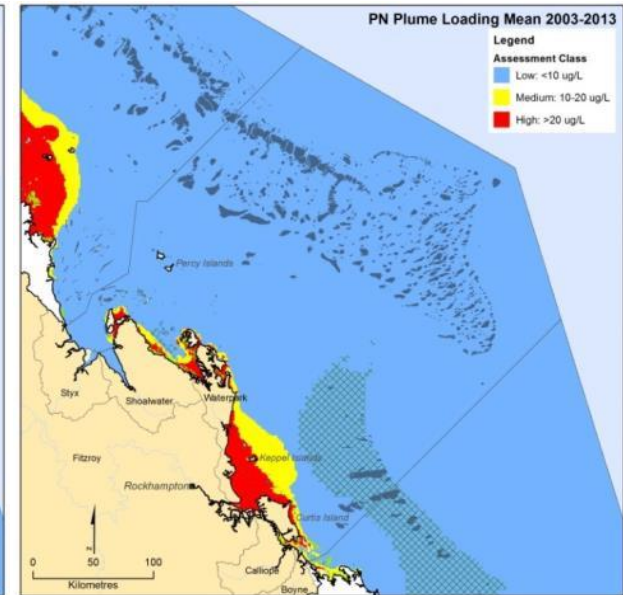 PN Plume Loading Mean 2003-2013
Legend
Assessment Class
Low: <10 ug/L
Medium: 10-20 ug/L
High: >20 ug/L
Percy Islands
Styx
Shoalwater
Waterpark
Fitzroy
Keppel Islands
Rockhampton
Curtis Island
Calliope
Boyne
N
0 50 100
Kilometres